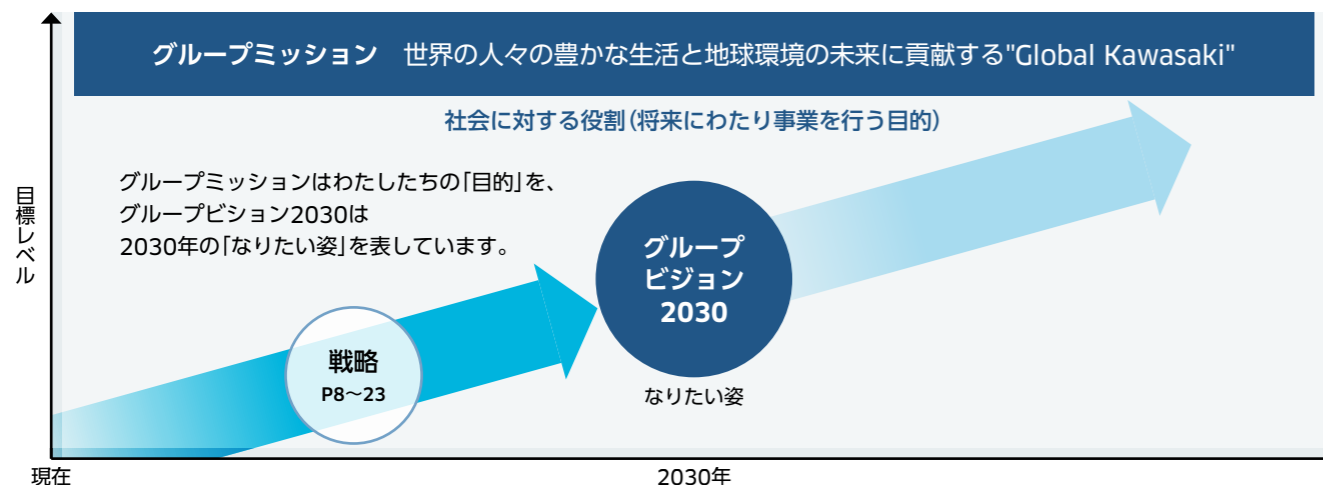 グループミッション　世界の人々の豊かな生活と地球環境の未来に貢献する"Global Kawasaki"
社会に対する役割(将来にわたり事業を行う目的)
グループミッションはわたしたちの「目的」を、
グループビション2030は
2030年の「なりたい姿」を表しています。
目標レベル
グループ
ビジョン
2030
なりたい姿
戦略
P8〜23
現在
2030年